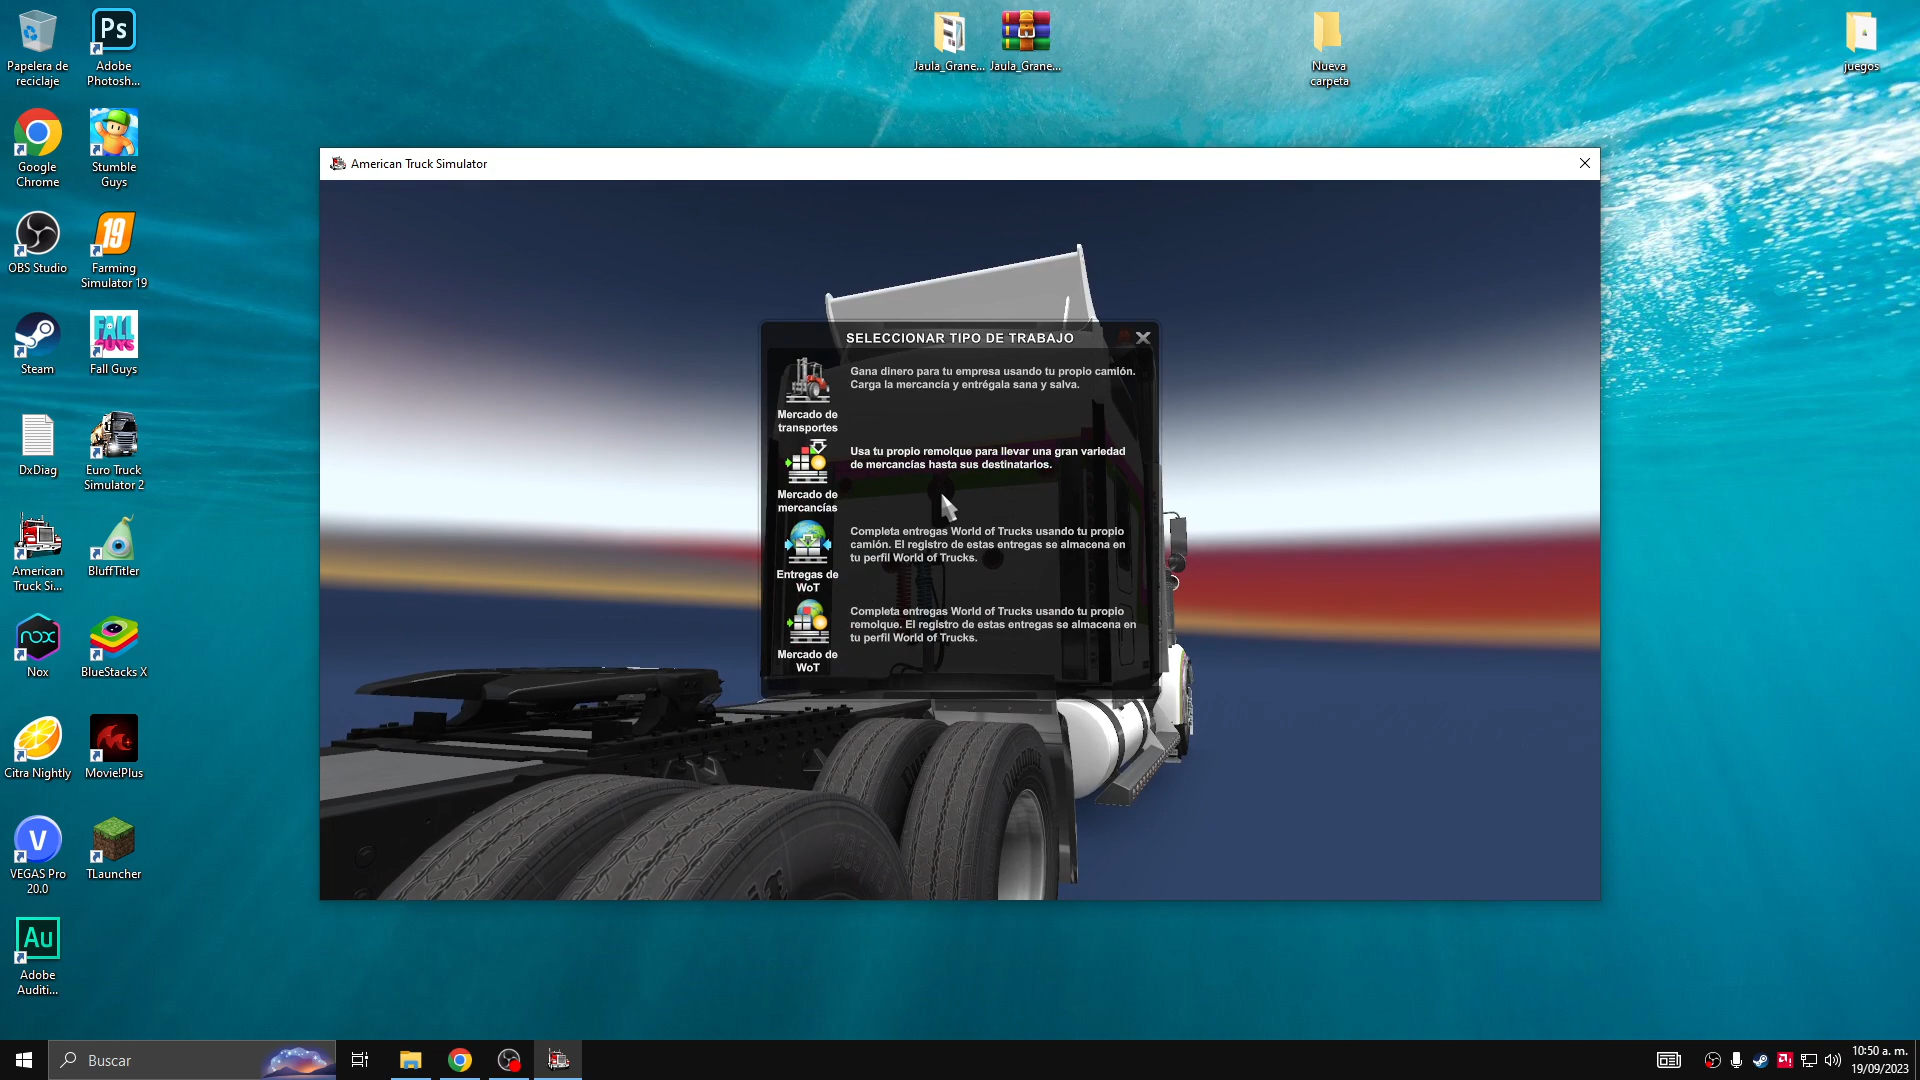 Papelera de
reciclaje
Ps
Adobe
Photosh...
Jaula_Grane...
Jaula_Grane...
Nueva
carpeta
juegos
Google
Chrome
Stumble
Guys
OBS Studio
19
Farming
Simulator 19
Steam
FALL
GUYS
Fall Guys
DxDiag
Euro Truck
Simulator 2
American
Truck Si...
BluffTitler
nox
Nox
BlueStacks X
Citra Nightly
Movie!Plus
V
VEGAS Pro
20.0
TLauncher
Au
Adobe
Auditi...
American Truck Simulator
SELECCIONAR TIPO DE TRABAJO
Mercado de
transportes
Gana dinero para tu empresa usando tu propio camión.
Carga la mercancía y entrégala sana y salva.
Mercado de
mercancías
Usa tu propio remolque para llevar una gran variedad
de mercancías hasta sus destinatarios.
Entregas de
WoT
Completa entregas World of Trucks usando tu propio
camión. El registro de estas entregas se almacena en
tu perfil World of Trucks.
Mercado de
WoT
Completa entregas World of Trucks usando tu propio
remolque. El registro de estas entregas se almacena en
tu perfil World of Trucks.
Buscar
10:50 a. m.
19/09/2023